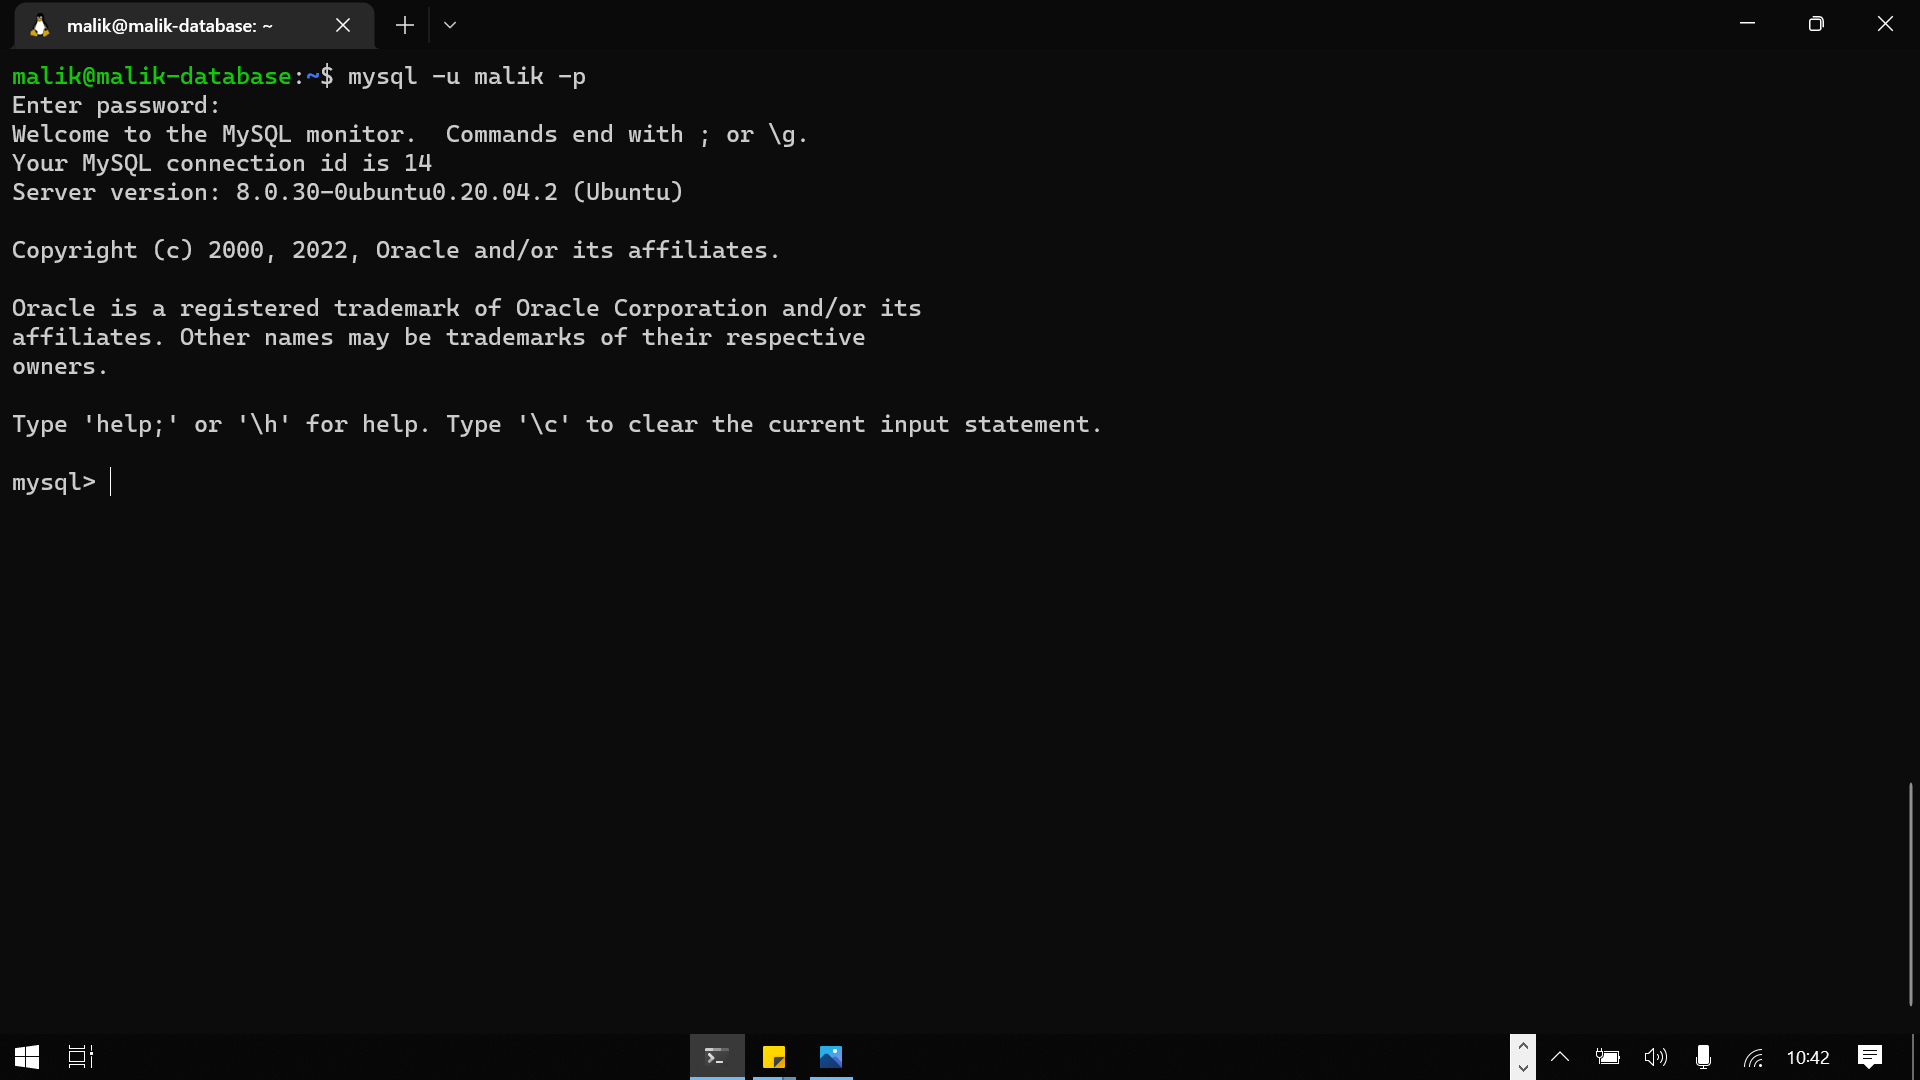 malik@malik-database: ~
malik@malik-database:~$ mysql -u malik -p
Enter password:
Welcome to the MySQL monitor.  Commands end with ; or \g.
Your MySQL connection id is 14
Server version: 8.0.30-0ubuntu0.20.04.2 (Ubuntu)
Copyright (c) 2000, 2022, Oracle and/or its affiliates.
Oracle is a registered trademark of Oracle Corporation and/or its
affiliates. Other names may be trademarks of their respective
owners.
Type 'help;' or '\h' for help. Type '\c' to clear the current input statement.
mysql>
10:42